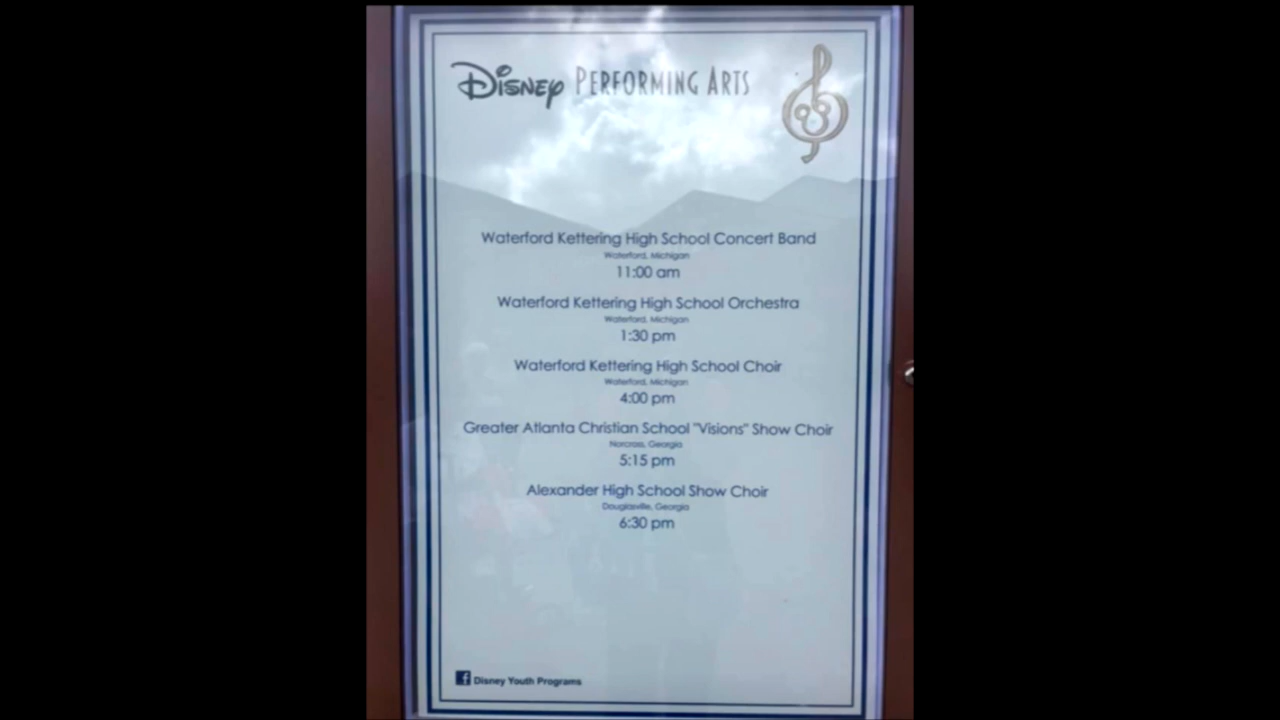 Disney Performing Arts
Waterford Kettering High School Concert Band
Waterford, Michigan
11:00 am
Waterford Kettering High School Orchestra
Waterford, Michigan
1:30 pm
Waterford Kettering High School Choir
Waterford, Michigan
4:00 pm
Greater Atlanta Christian School "Visions" Show Choir
Norcross, Georgia
5:15 pm
Alexander High School Show Choir
Douglasville, Georgia
6:30 pm
f Disney Youth Programs